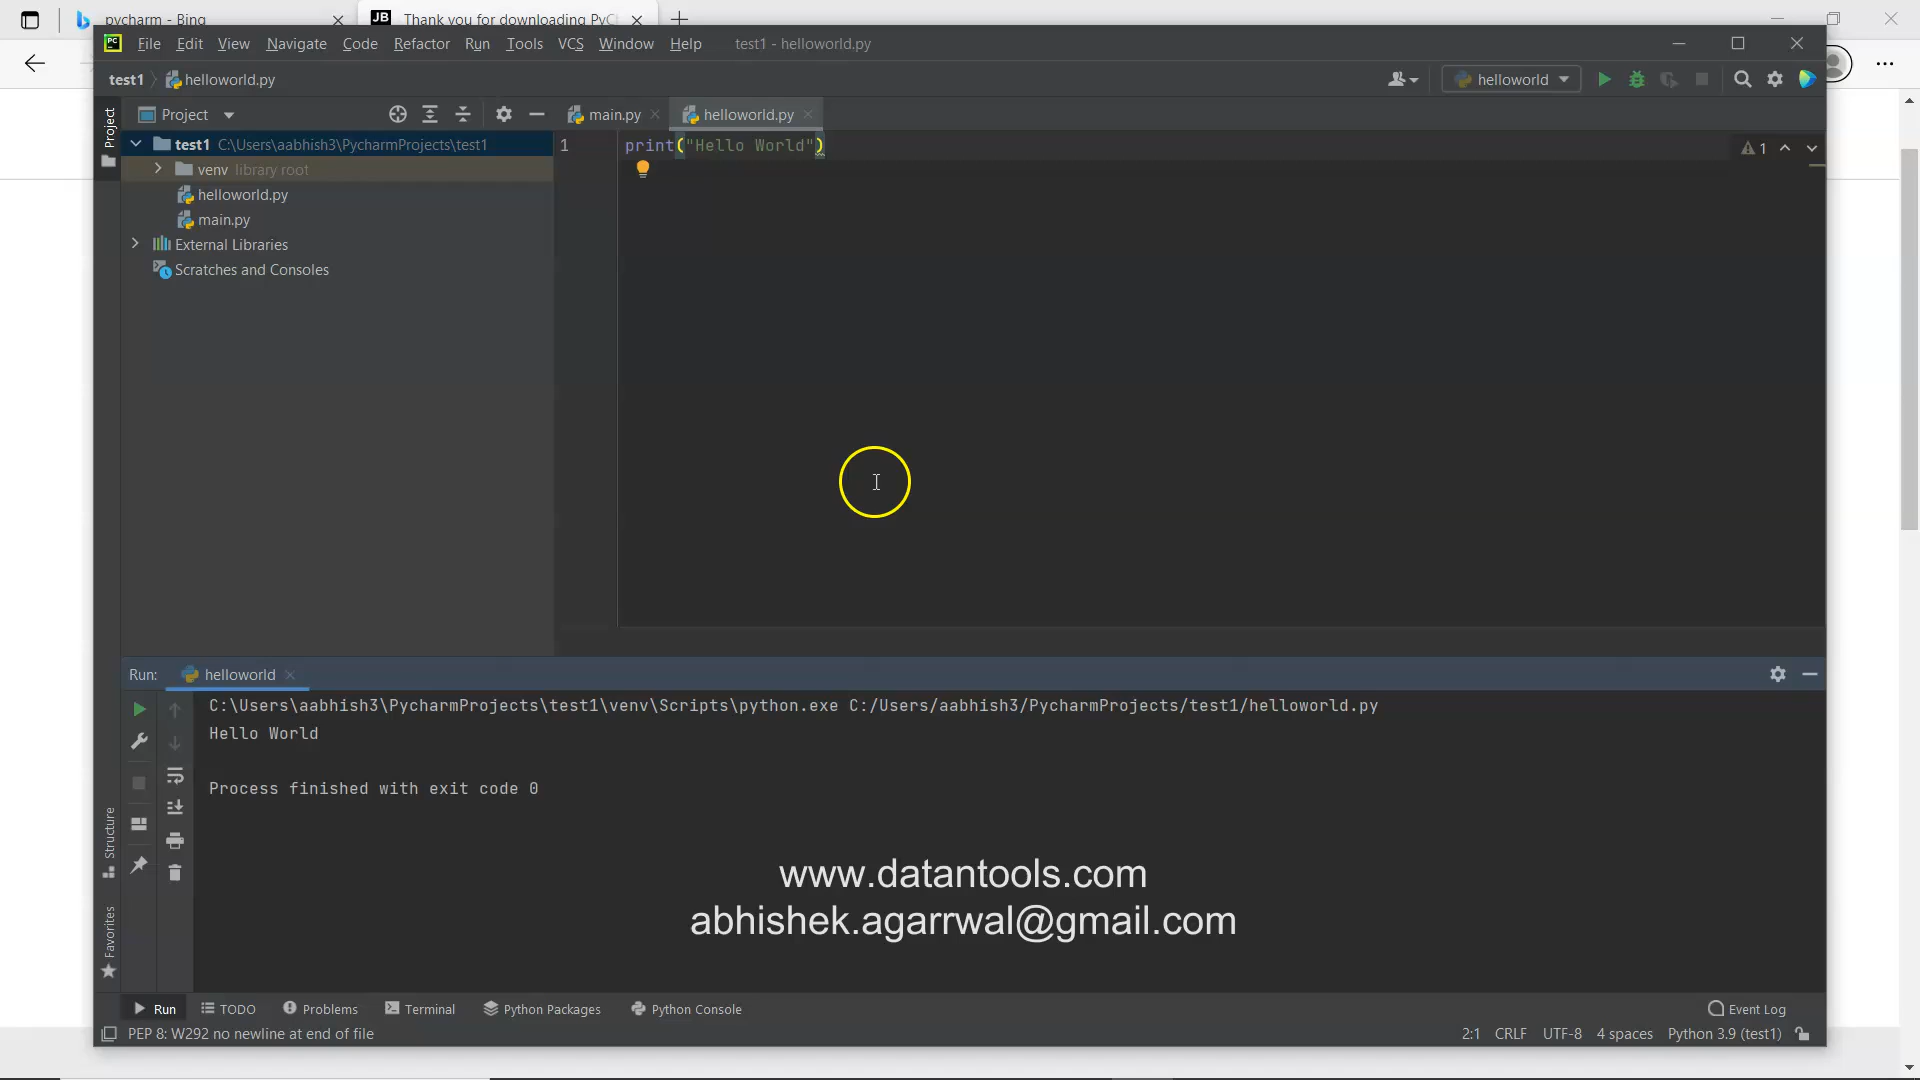 pycharm - Bing
JB Thank you for downloading PyCh
PC File Edit View Navigate Code Refactor Run Tools VCS Window Help test1 - helloworld.py
test1 helloworld.py helloworld
Project
Project main.py helloworld.py
test1 C:\Users\aabhish3\PycharmProjects\test1
venv library root
helloworld.py
main.py
External Libraries
Scratches and Consoles
1 print("Hello World") 1
Run: helloworld
C:\Users\aabhish3\PycharmProjects\test1\venv\Scripts\python.exe C:/Users/aabhish3/PycharmProjects/test1/helloworld.py
Hello World
Process finished with exit code 0
Structure
Favorites
www.datantools.com
abhishek.agarrwal@gmail.com
Run TODO Problems Terminal Python Packages Python Console Event Log
PEP 8: W292 no newline at end of file 2:1 CRLF UTF-8 4 spaces Python 3.9 (test1)